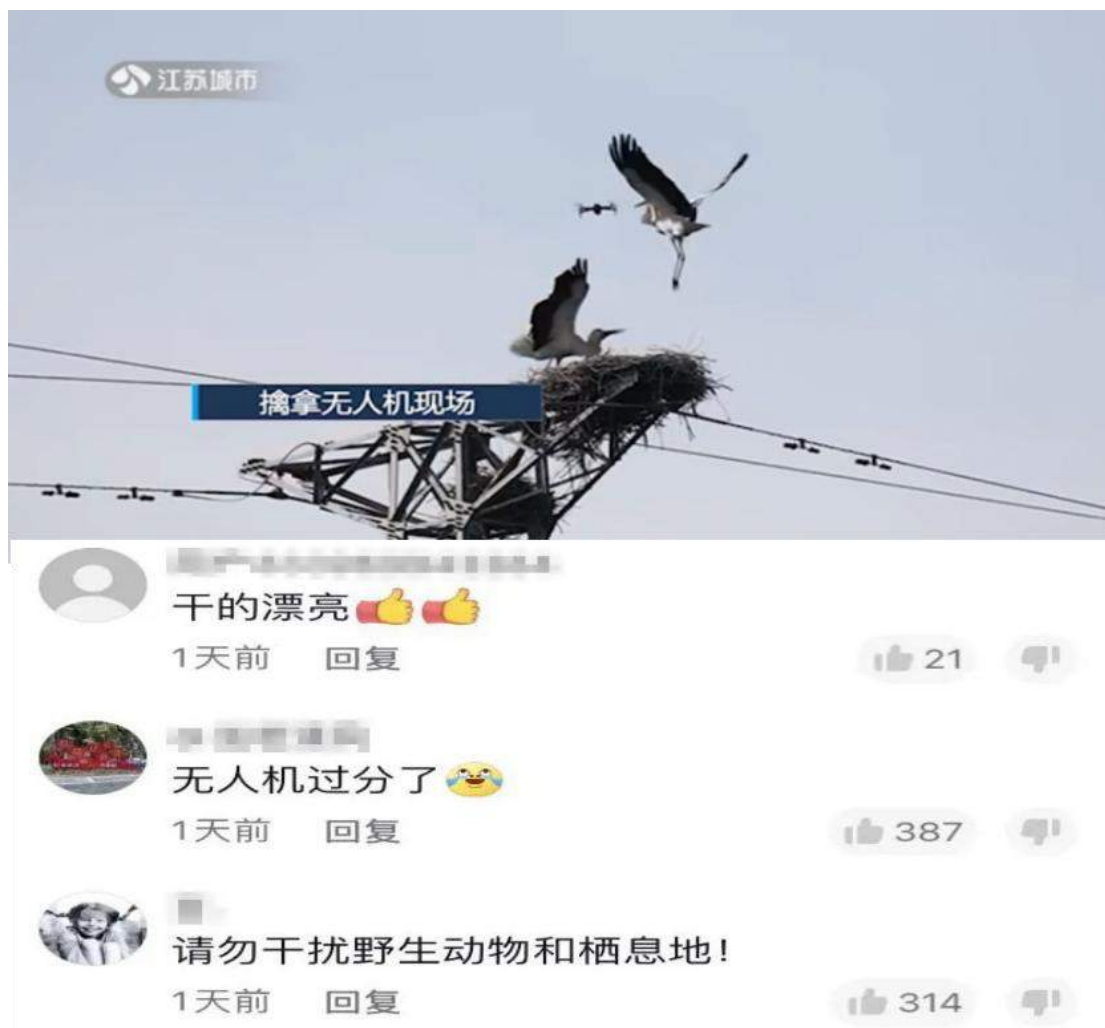 江苏城市
擒拿无人机现场
干的漂亮👍👍
1天前 回复
21
无人机过分了😂
1天前 回复
387
请勿干扰野生动物和栖息地!
1天前 回复
314